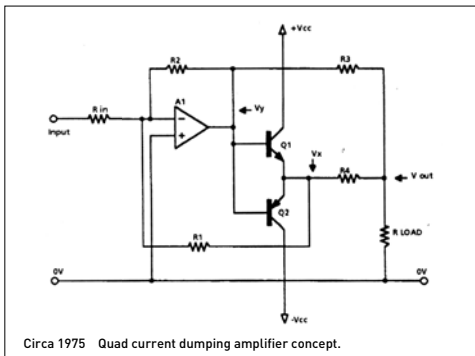 +Vcc
R2
R3
A1
Vy
R in
Input
Q1
Vx
R4
V out
Q2
R1
R LOAD
0V
0V
-Vcc
Circa 1975 Quad current dumping amplifier concept.